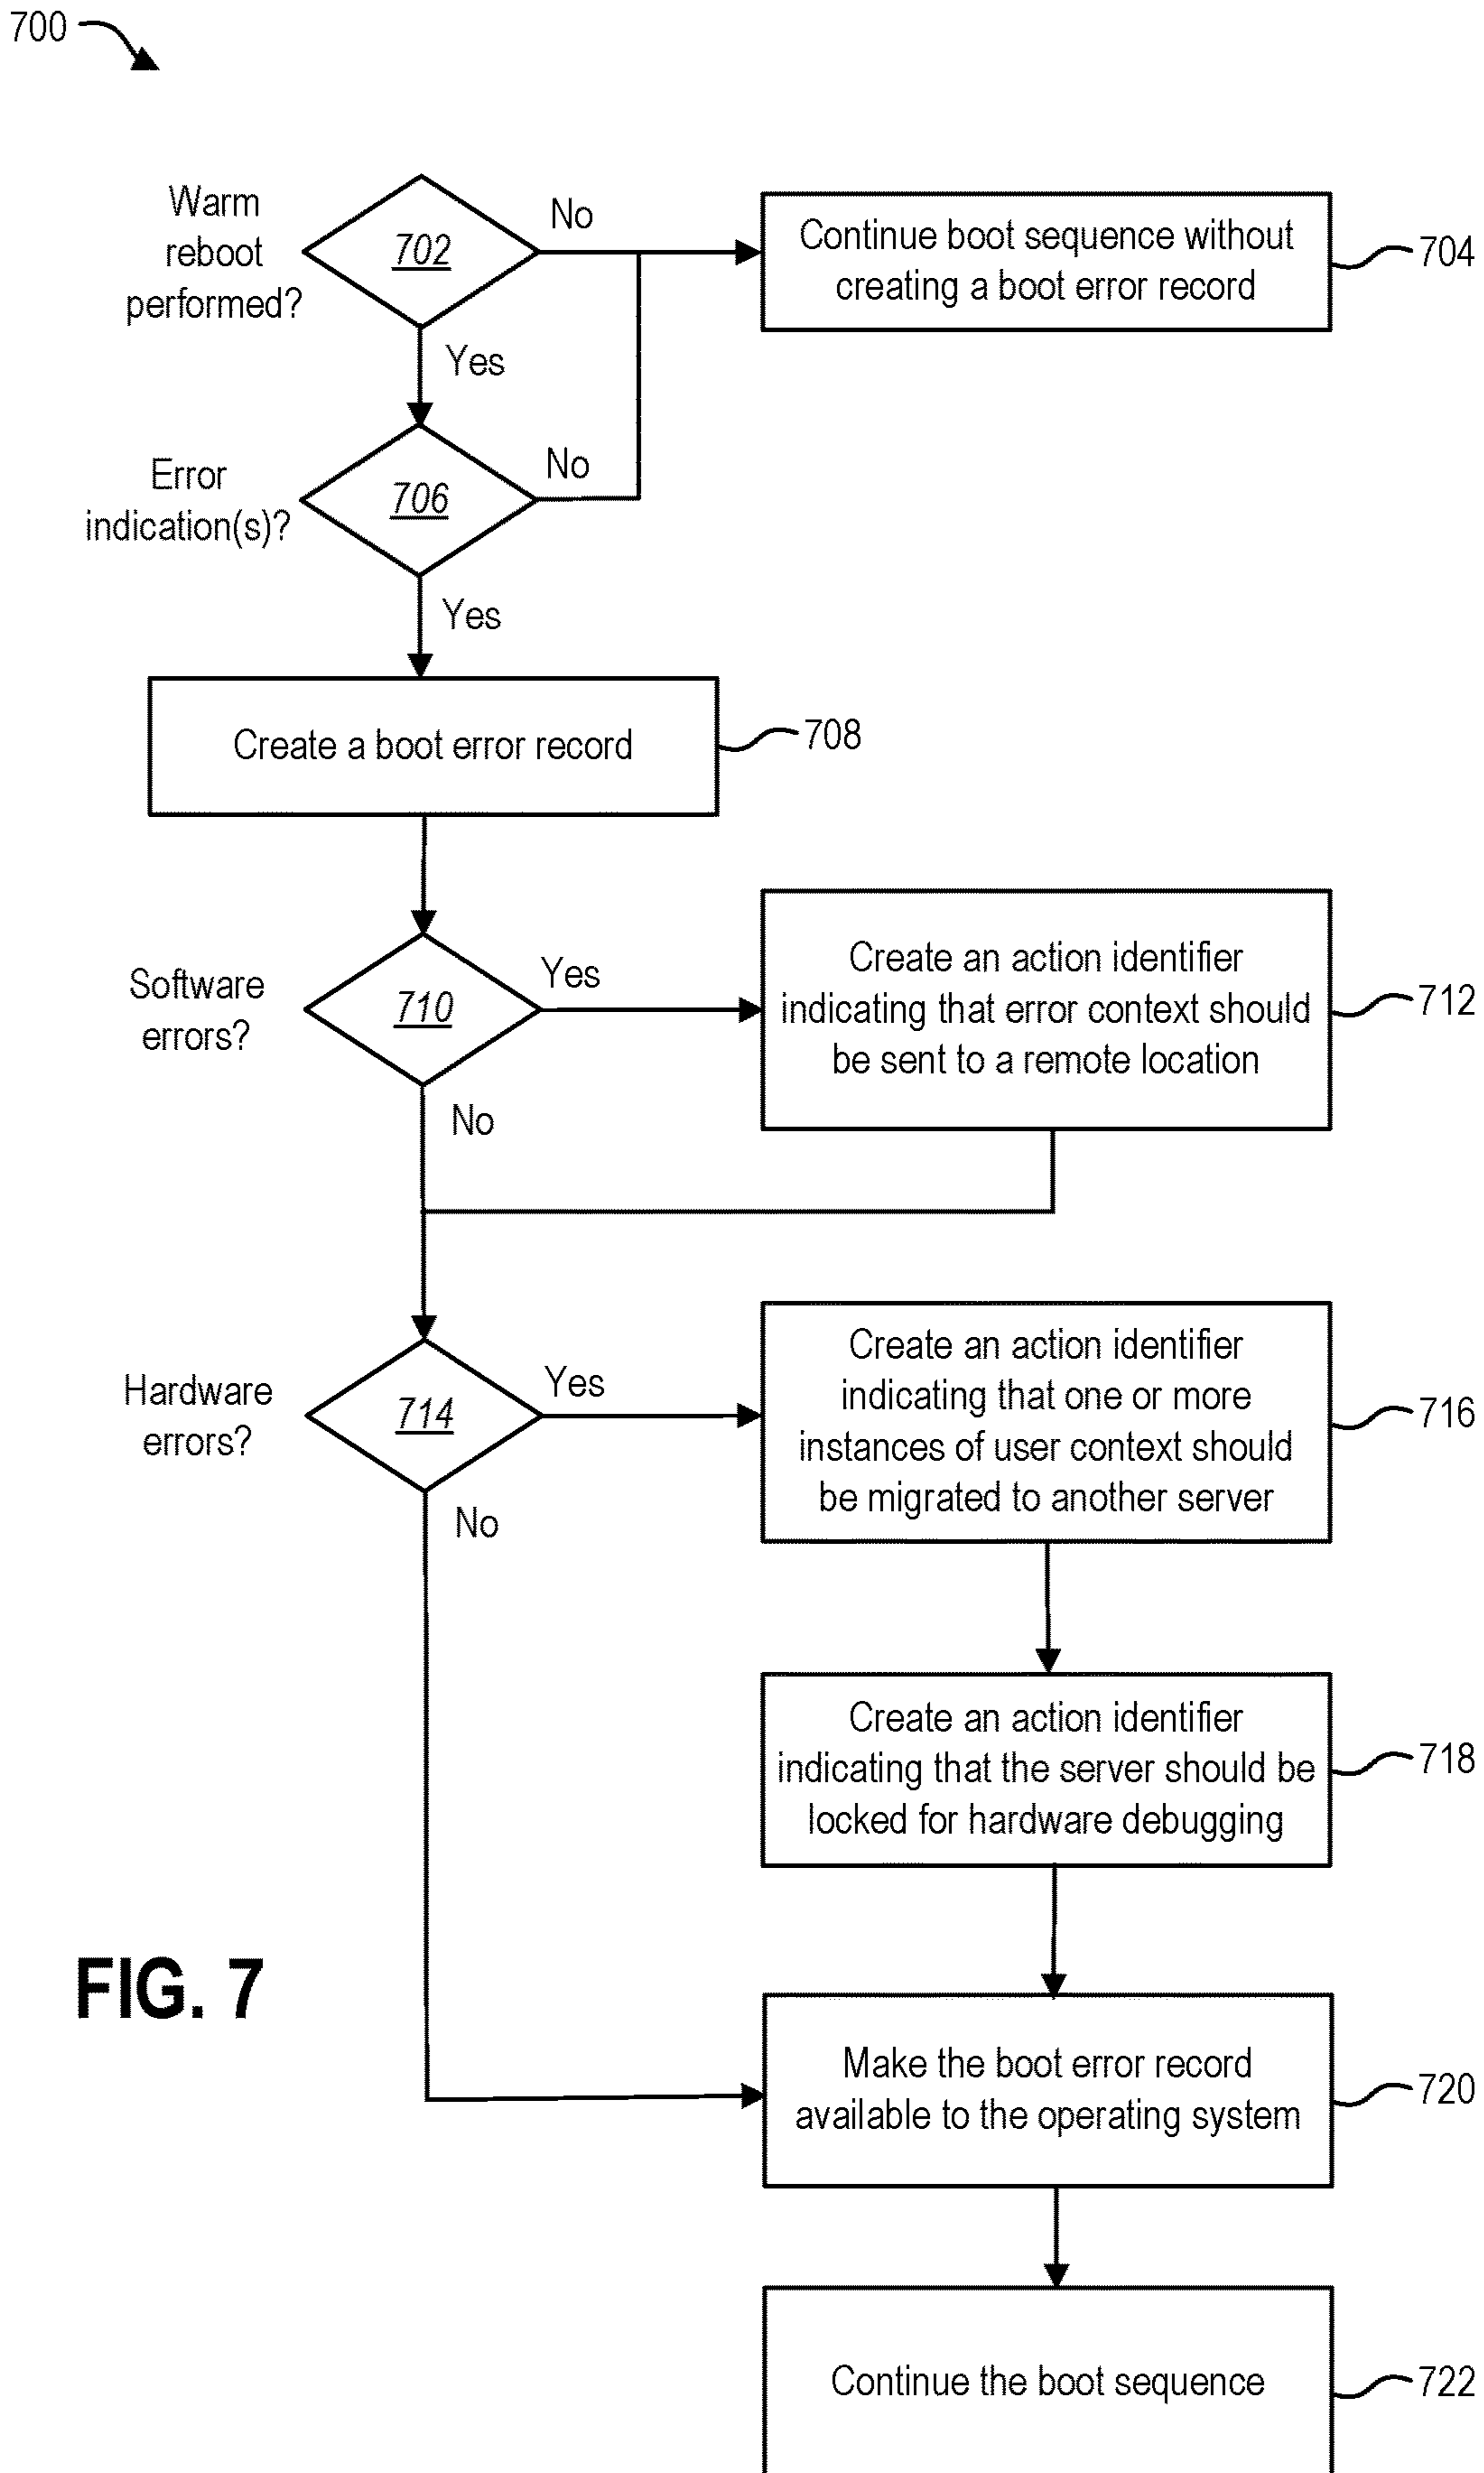 700
Warm
reboot
performed?
702
No
Yes
Continue boot sequence without
creating a boot error record
704
Error
indication(s)?
706
No
Yes
Create a boot error record
708
Software
errors?
710
Yes
No
Create an action identifier
indicating that error context should
be sent to a remote location
712
Hardware
errors?
714
Yes
No
Create an action identifier
indicating that one or more
instances of user context should
be migrated to another server
716
Create an action identifier
indicating that the server should be
locked for hardware debugging
718
FIG. 7
Make the boot error record
available to the operating system
720
Continue the boot sequence
722